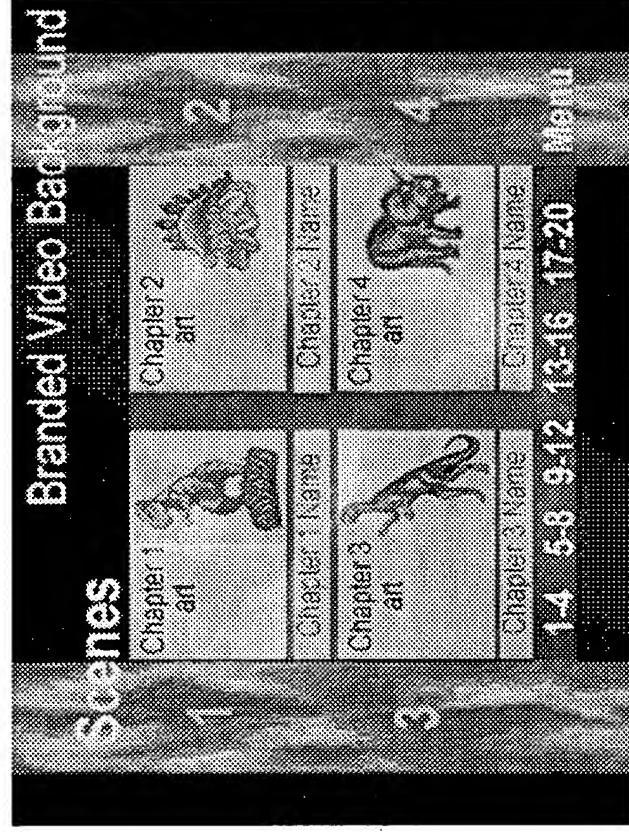 Branded Video Background
Scenes
1
Chapter 1
art
Chapter 2
art
2
Chapter 1 Name
Chapter 2 Name
3
Chapter 3
art
Chapter 4
art
4
Chapter 3 Name
Chapter 4 Name
1-4 5-8 9-12 13-16 17-20 Menu